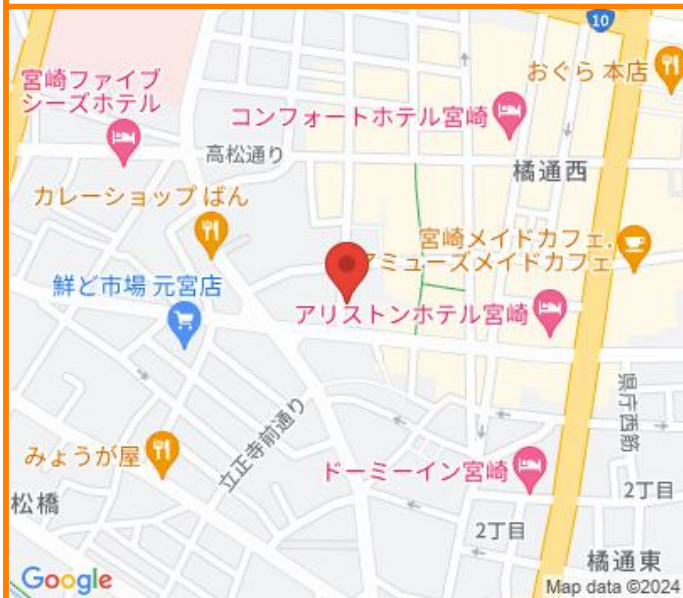 10
おぐら 本店
宮崎ファイブ
シーズホテル
コンフォートホテル宮崎
高松通り
橘通西
カレーショップ ばん
宮崎メイドカフェ.
アミューズメイドカフェ
鮮ど市場 元宮店
アリストンホテル宮崎
県庁西筋
立正寺前通り
みょうが屋
ドーミーイン宮崎
2丁目
松橋
2丁目
橘通東
Google
Map data ©2024